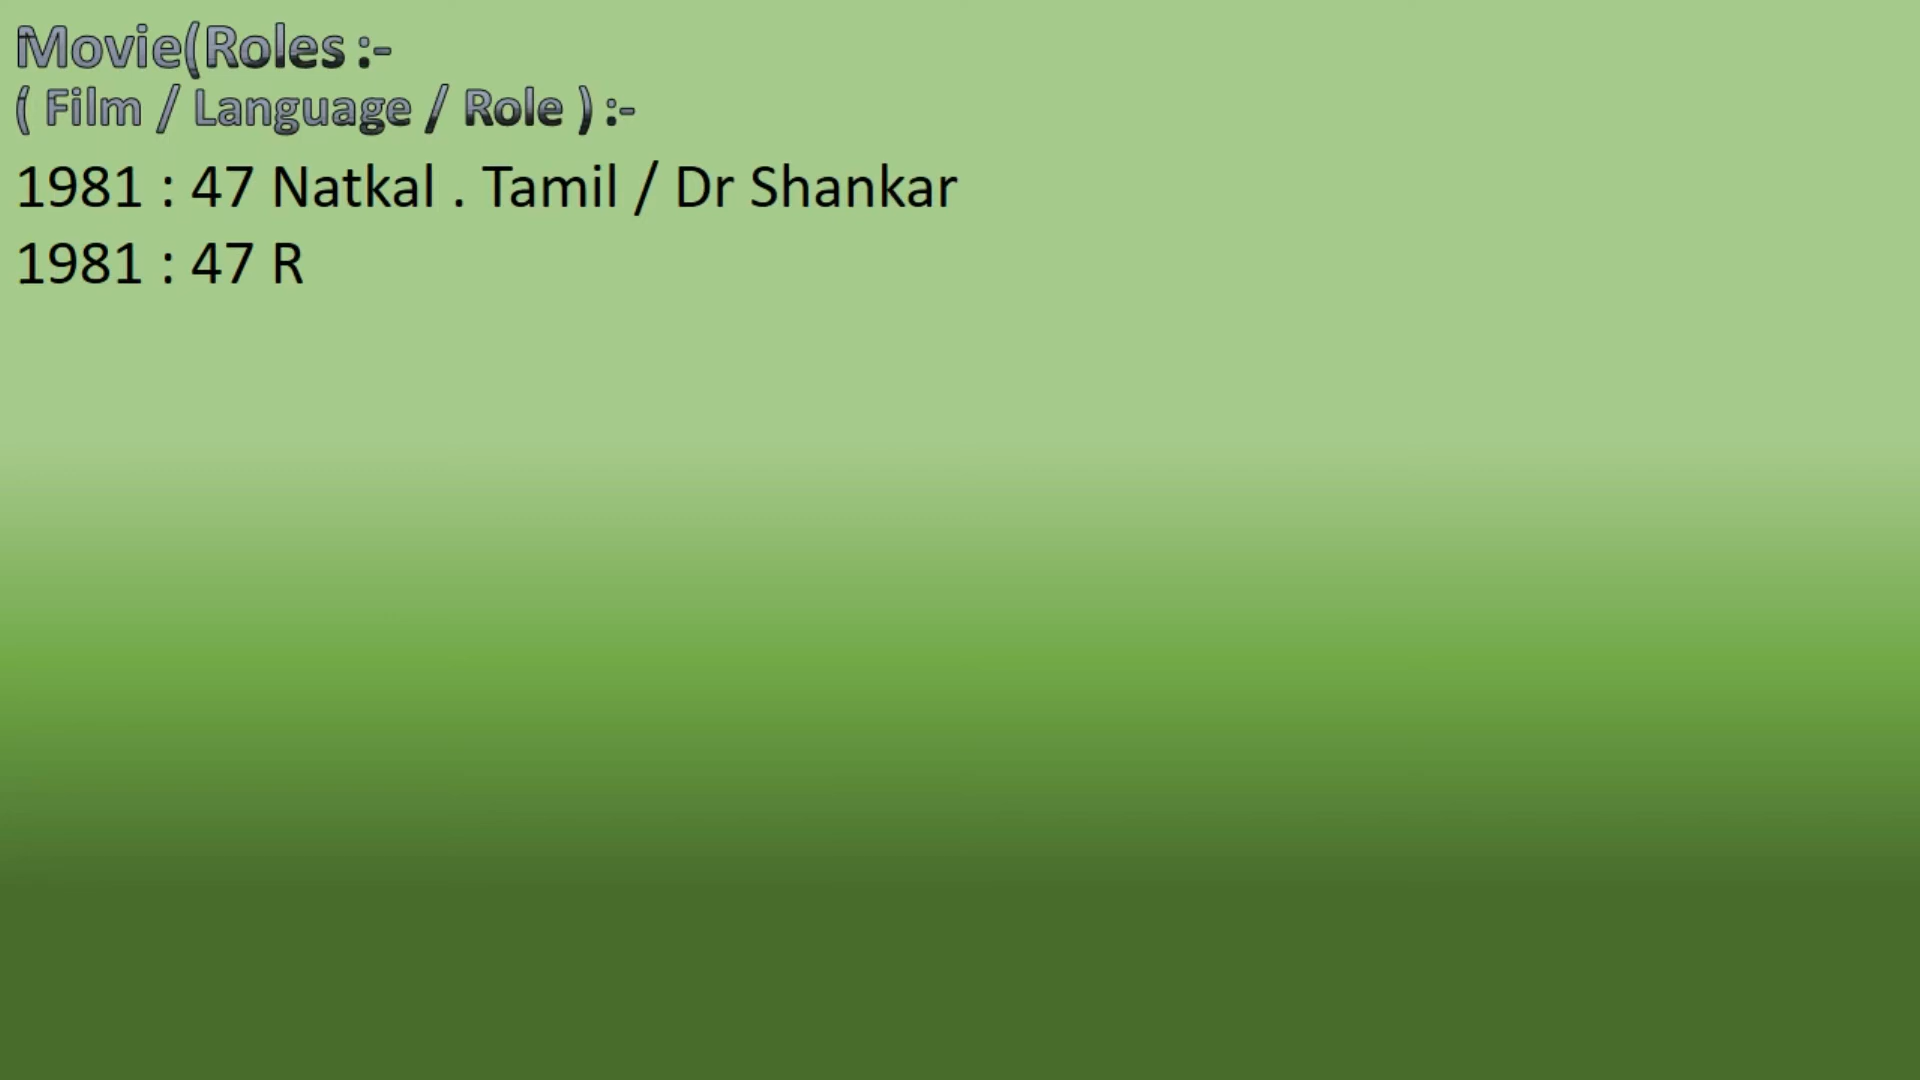 Movie(Roles :-
( Film / Language / Role ) :-
1981 : 47 Natkal . Tamil / Dr Shankar
1981 : 47 R